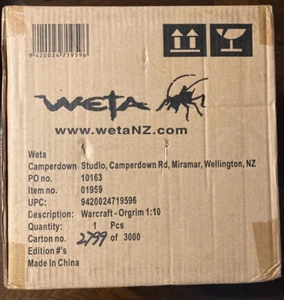 9420024719596
WETA
www.wetaNZ.com
Weta
Camperdown Studio, Camperdown Rd, Miramar, Wellington, NZ
PO no. 10163
Item no. 01959
UPC: 9420024719596
Description: Warcraft - Orgrim 1:10
Quantity: 1 Pcs
Carton no. 2799 of 3000
Edition #'s
Made In China